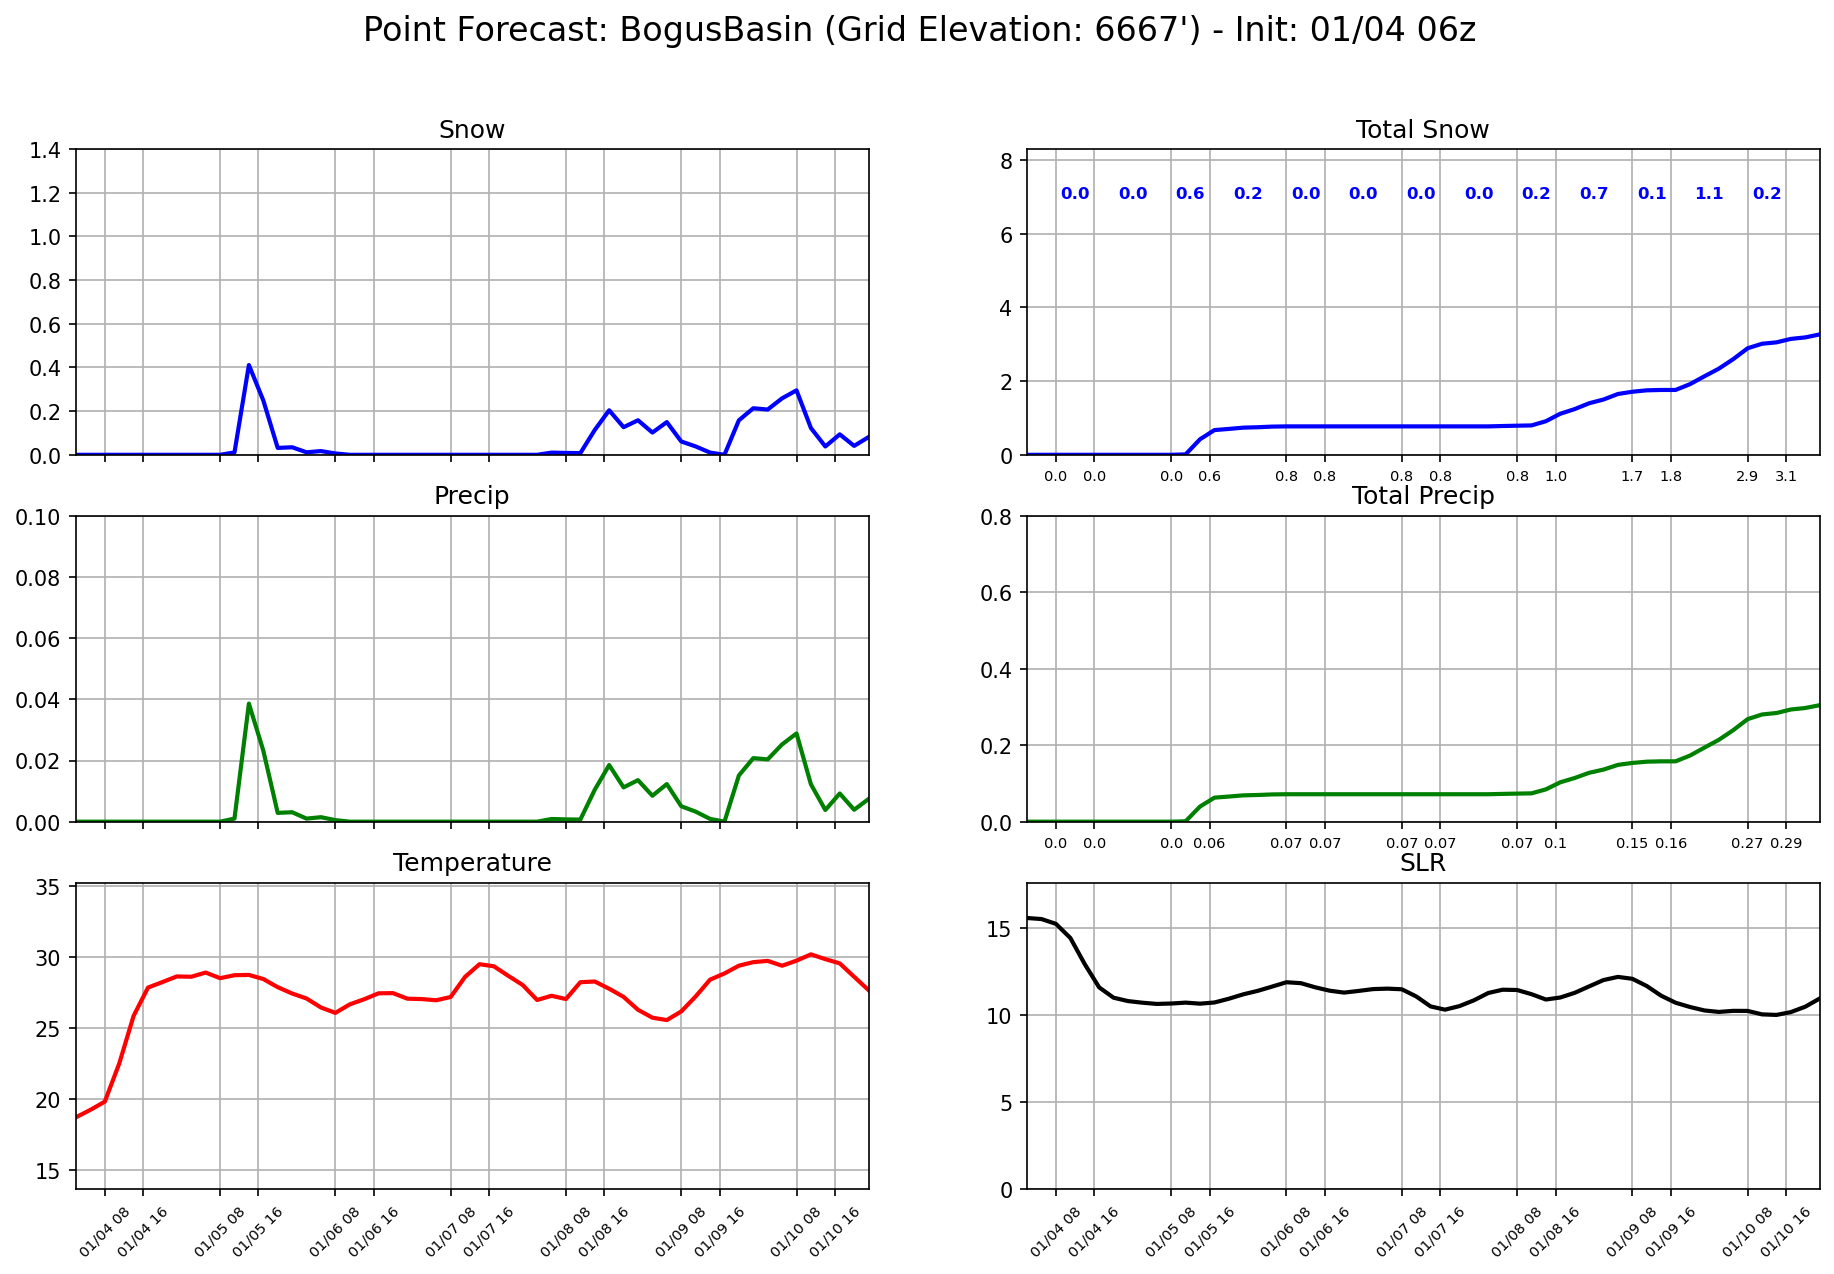 Point Forecast: BogusBasin (Grid Elevation: 6667') - Init: 01/04 06z
Snow
1.4
1.2
1.0
0.8
0.6
0.4
0.2
0.0
Total Snow
8
6
4
2
0
0.0 0.0 0.6 0.2 0.0 0.0 0.0 0.0 0.2 0.7 0.1 1.1 0.2
0.0 0.0 0.0 0.6 0.8 0.8 0.8 0.8 0.8 1.0 1.7 1.8 2.9 3.1
Precip
0.10
0.08
0.06
0.04
0.02
0.00
Total Precip
0.8
0.6
0.4
0.2
0.0
0.0 0.0 0.0 0.06 0.07 0.07 0.07 0.07 0.07 0.1 0.15 0.16 0.27 0.29
Temperature
35
30
25
20
15
01/04 08 01/04 16 01/05 08 01/05 16 01/06 08 01/06 16 01/07 08 01/07 16 01/08 08 01/08 16 01/09 08 01/09 16 01/10 08 01/10 16
SLR
15
10
5
0
01/04 08 01/04 16 01/05 08 01/05 16 01/06 08 01/06 16 01/07 08 01/07 16 01/08 08 01/08 16 01/09 08 01/09 16 01/10 08 01/10 16